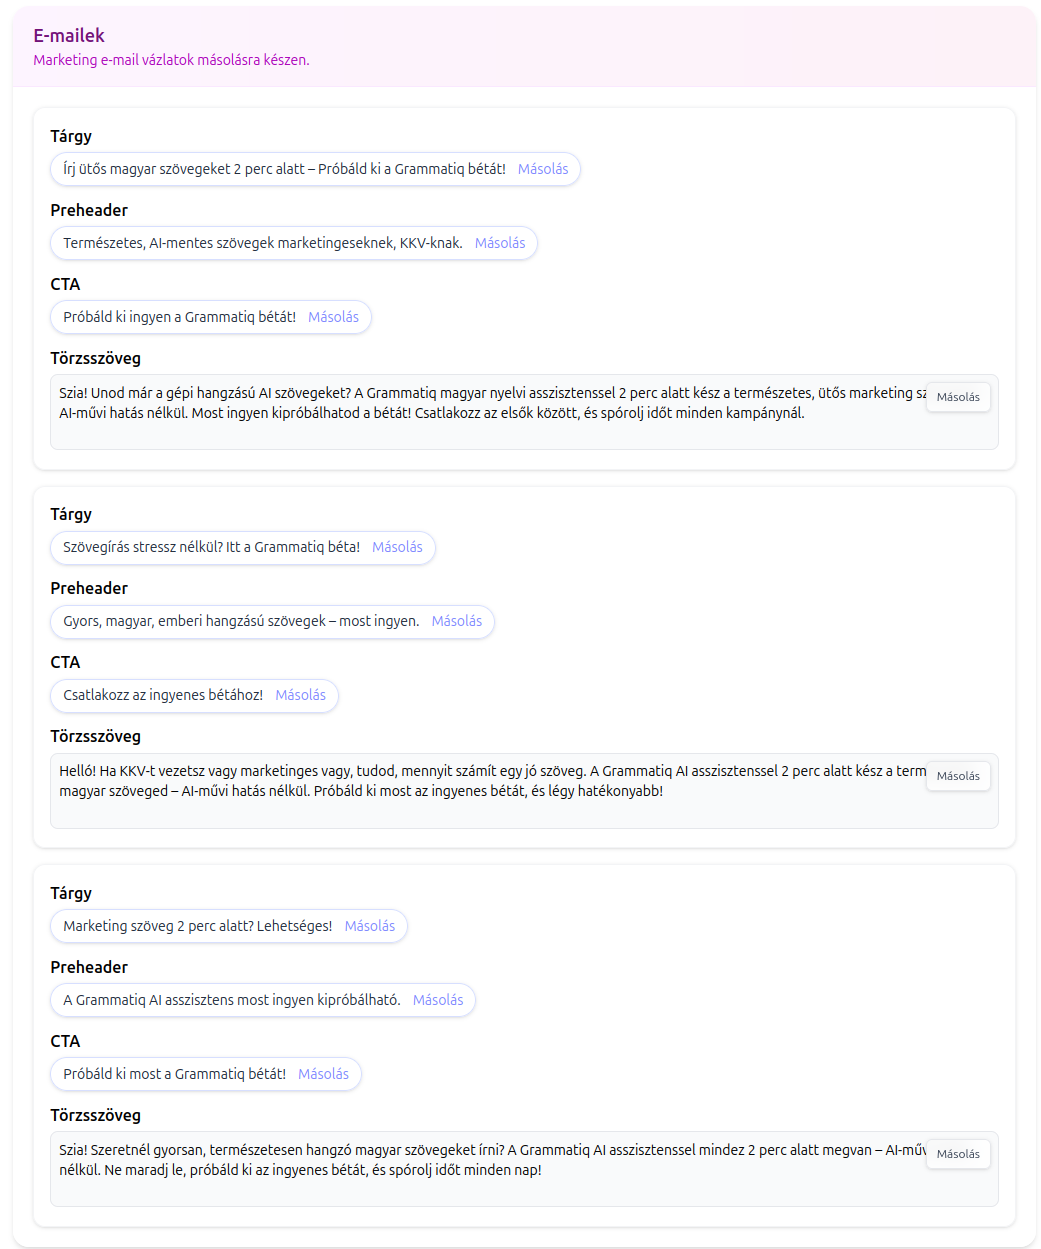 E-mailek
Marketing e-mail vázlatok másolásra készen.
Tárgy
Írj ütős magyar szövegeket 2 perc alatt – Próbáld ki a Grammatiq bétát! Másolás
Preheader
Természetes, AI-mentes szövegek marketingeseknek, KKV-knak. Másolás
CTA
Próbáld ki ingyen a Grammatiq bétát! Másolás
Törzsszöveg
Szia! Unod már a gépi hangzású AI szövegeket? A Grammatiq magyar nyelvi asszisztenssel 2 perc alatt kész a természetes, ütős marketing Másolás
AI-művi hatás nélkül. Most ingyen kipróbálhatod a bétát! Csatlakozz az elsők között, és spórolj időt minden kampánynál.
Tárgy
Szövegírás stressz nélkül? Itt a Grammatiq béta! Másolás
Preheader
Gyors, magyar, emberi hangzású szövegek – most ingyen. Másolás
CTA
Csatlakozz az ingyenes bétához! Másolás
Törzsszöveg
Helló! Ha KKV-t vezetsz vagy marketinges vagy, tudod, mennyit számít egy jó szöveg. A Grammatiq AI asszisztenssel 2 perc alatt kész a Másolás
magyar szöveged – AI-művi hatás nélkül. Próbáld ki most az ingyenes bétát, és légy hatékonyabb!
Tárgy
Marketing szöveg 2 perc alatt? Lehetséges! Másolás
Preheader
A Grammatiq AI asszisztens most ingyen kipróbálható. Másolás
CTA
Próbáld ki most a Grammatiq bétát! Másolás
Törzsszöveg
Szia! Szeretnél gyorsan, természetesen hangzó magyar szövegeket írni? A Grammatiq AI asszisztenssel mindez 2 perc alatt megvan – Másolás
nélkül. Ne maradj le, próbáld ki az ingyenes bétát, és spórolj időt minden nap!